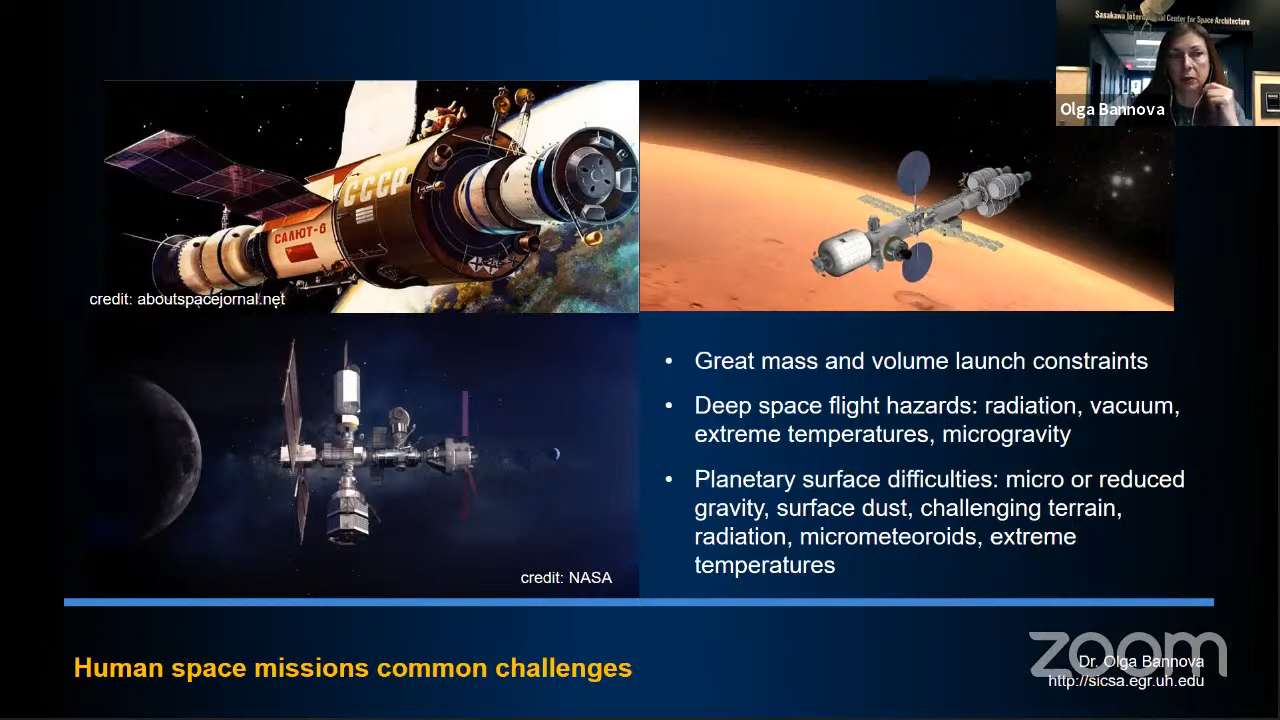 Sasakawa International Center for Space Architecture
Olga Bannova
СССР
САЛЮТ-6
credit: aboutspacejornal.net
• Great mass and volume launch constraints
• Deep space flight hazards: radiation, vacuum,
extreme temperatures, microgravity
• Planetary surface difficulties: micro or reduced
gravity, surface dust, challenging terrain,
radiation, micrometeoroids, extreme
temperatures
credit: NASA
Human space missions common challenges
zoom
Dr. Olga Bannova
http://sicsa.egr.uh.edu